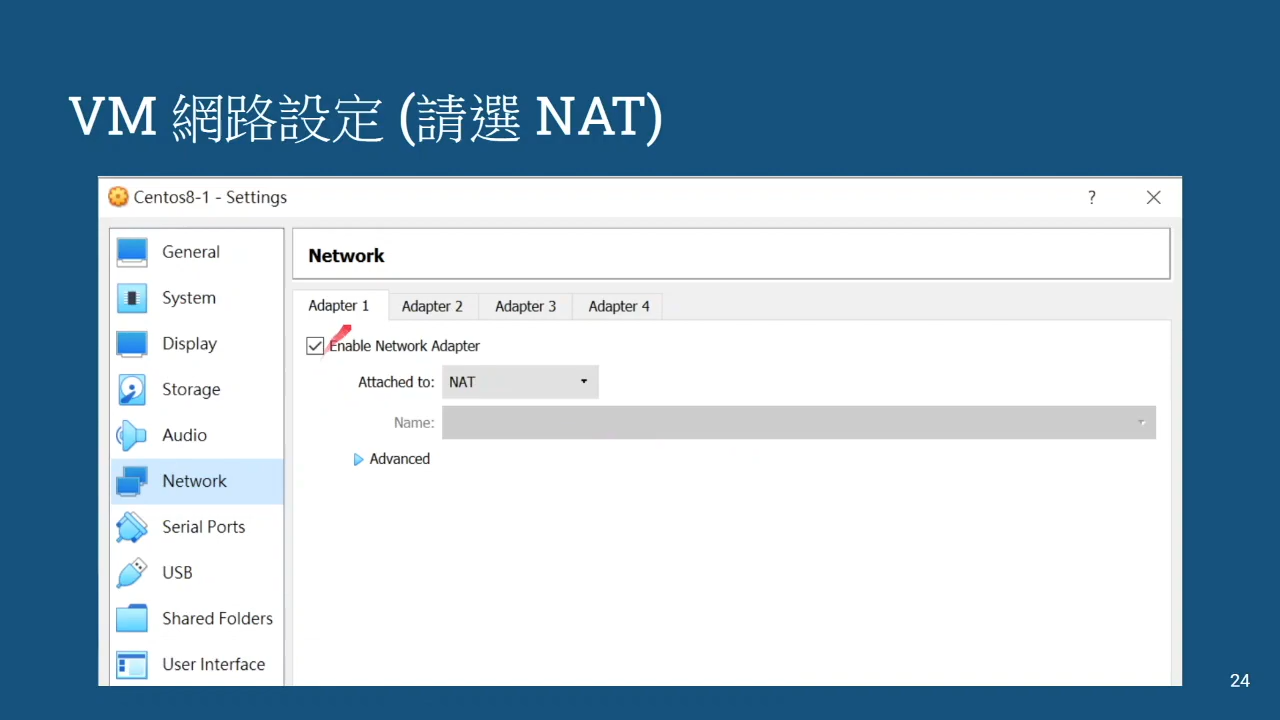 VM 網路設定 (請選 NAT)
Centos8-1 - Settings
?
General
System
Display
Storage
Audio
Network
Serial Ports
USB
Shared Folders
User Interface
Network
Adapter 1 Adapter 2 Adapter 3 Adapter 4
Enable Network Adapter
Attached to: NAT
Name:
Advanced
24